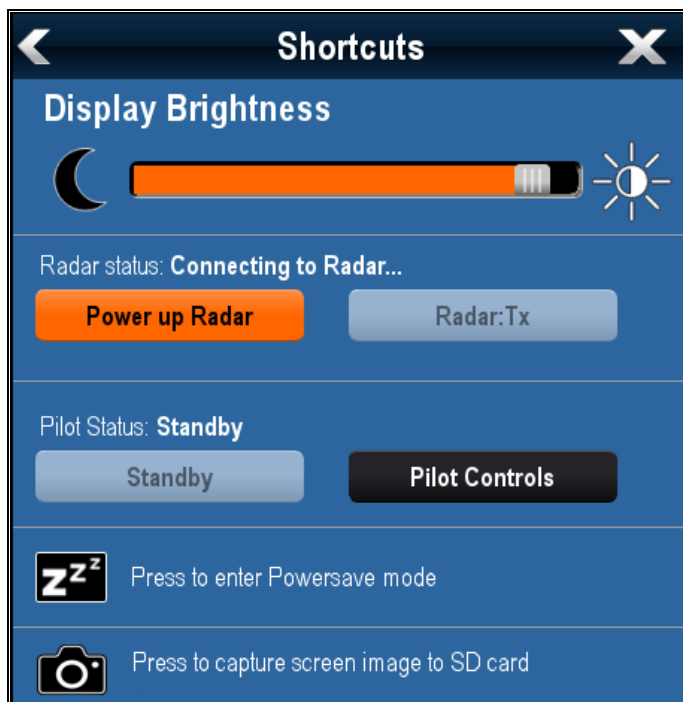 Shortcuts
Display Brightness
Radar status: Connecting to Radar...
Power up Radar
Radar:Tx
Pilot Status: Standby
Standby
Pilot Controls
zzz
Press to enter Powersave mode
Press to capture screen image to SD card